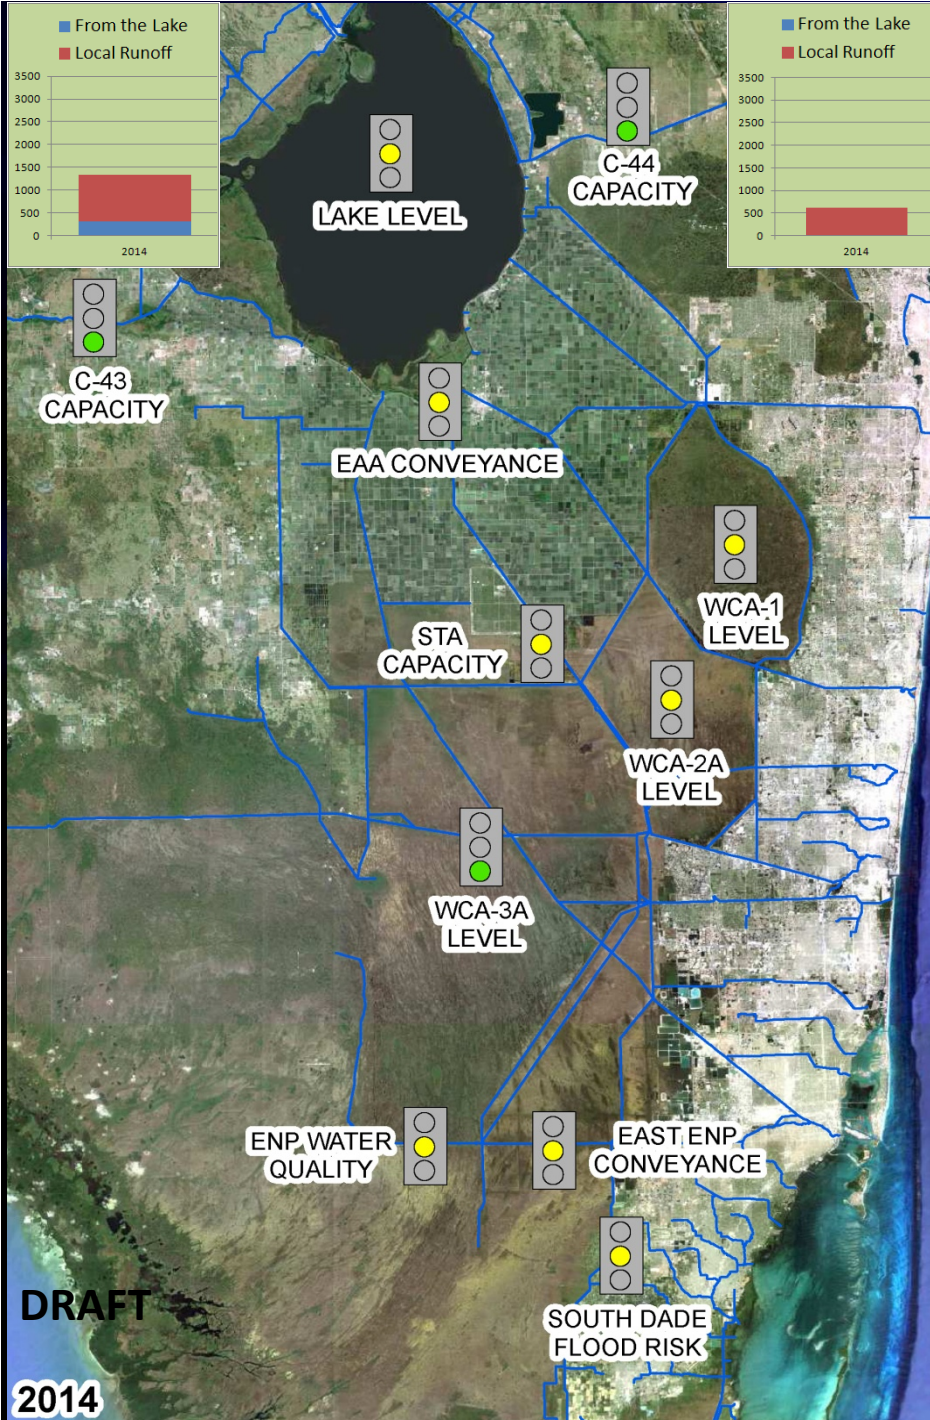 From the Lake
Local Runoff
3500
3000
2500
2000
1500
1000
500
0
2014
From the Lake
Local Runoff
3500
3000
2500
2000
1500
1000
500
0
2014
C-44
CAPACITY
LAKE LEVEL
C-43
CAPACITY
EAA CONVEYANCE
WCA-1
LEVEL
STA
CAPACITY
WCA-2A
LEVEL
WCA-3A
LEVEL
ENP WATER
QUALITY
EAST ENP
CONVEYANCE
SOUTH DADE
FLOOD RISK
DRAFT
2014